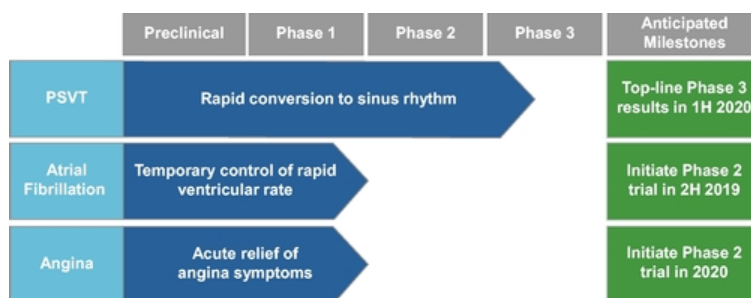 Preclinical
Phase 1
Phase 2
Phase 3
Anticipated
Milestones
PSVT
Rapid conversion to sinus rhythm
Top-line Phase 3
results in 1H 2020
Atrial
Fibrillation
Temporary control of rapid
ventricular rate
Initiate Phase 2
trial in 2H 2019
Angina
Acute relief of
angina symptoms
Initiate Phase 2
trial in 2020